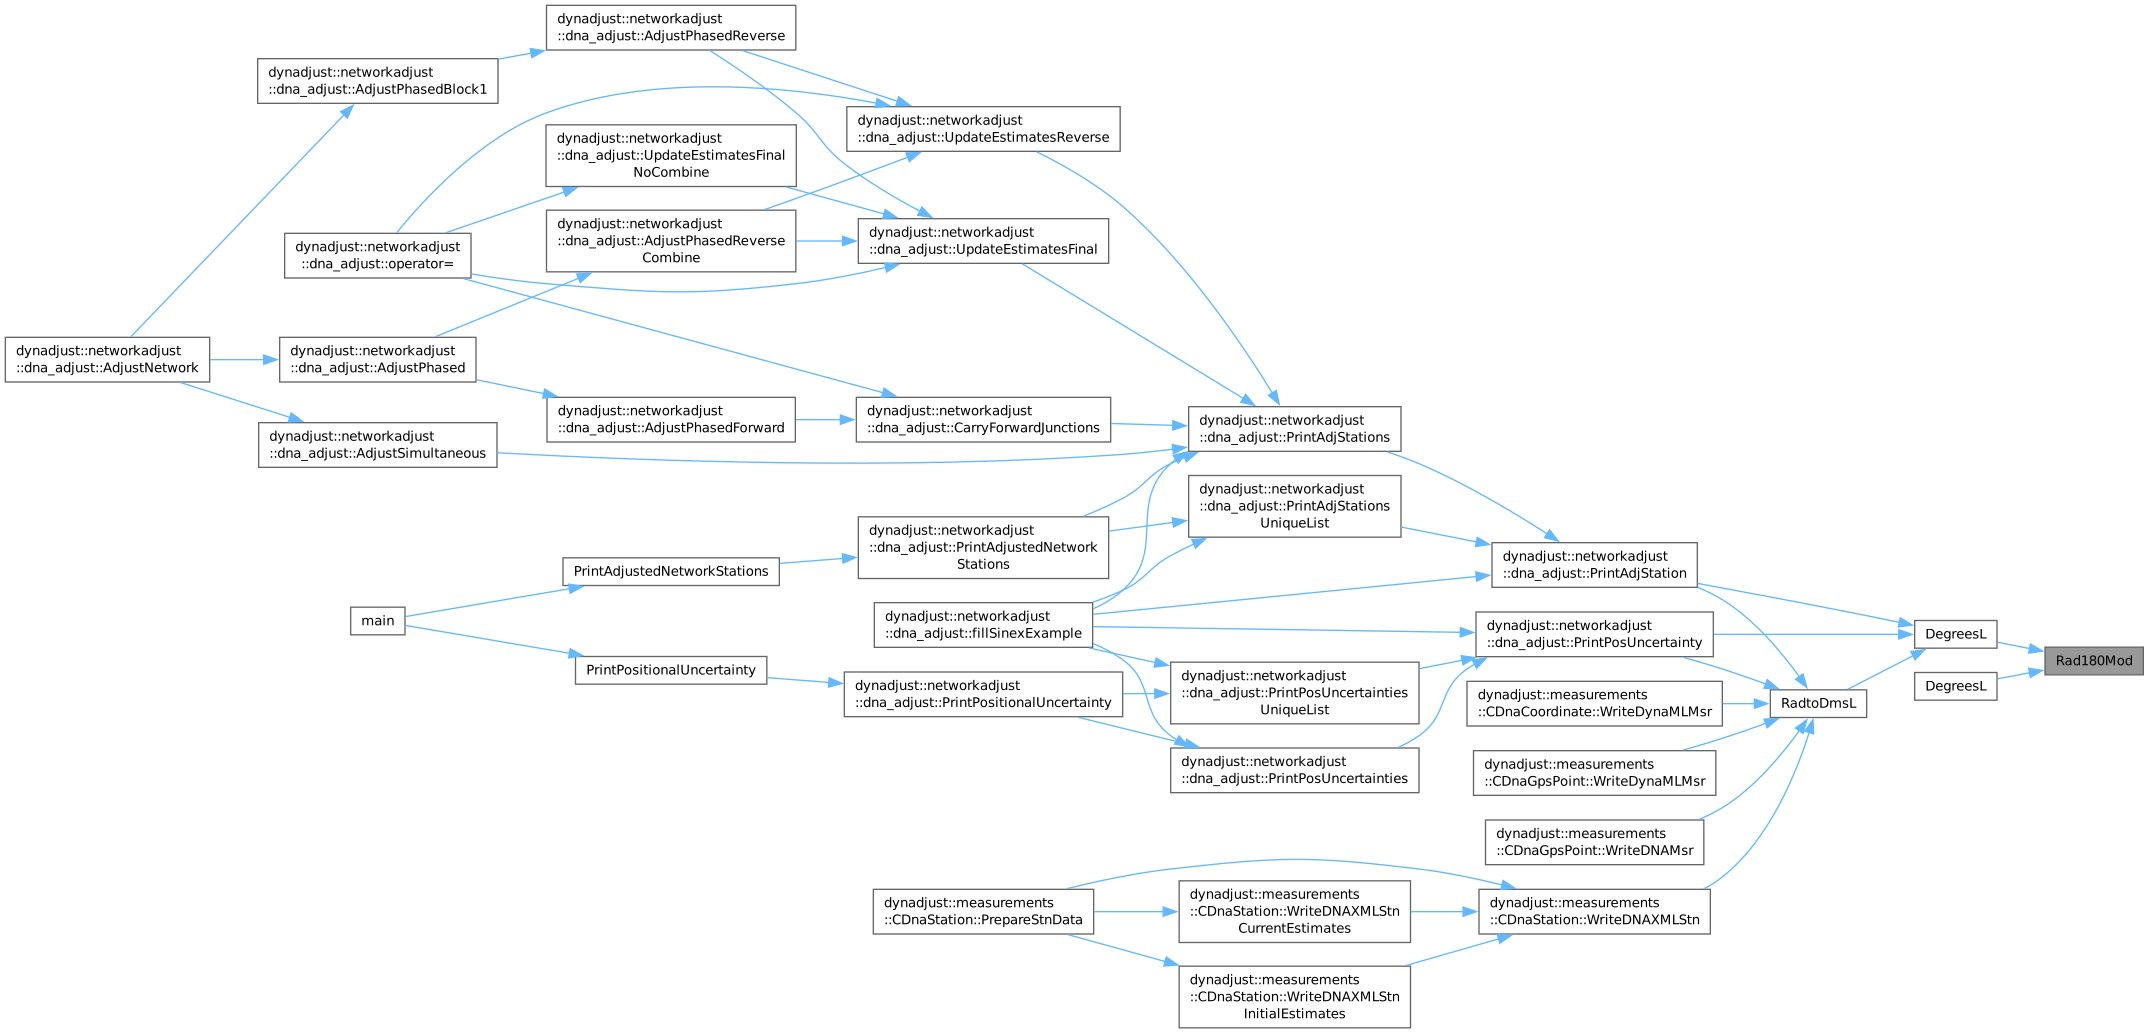 dynadjust::networkadjust
::dna_adjust::AdjustPhasedReverse
dynadjust::networkadjust
::dna_adjust::AdjustPhasedBlock1
dynadjust::networkadjust
::dna_adjust::UpdateEstimatesReverse
dynadjust::networkadjust
::dna_adjust::UpdateEstimatesFinal
NoCombine
dynadjust::networkadjust
::dna_adjust::AdjustPhasedReverse
Combine
dynadjust::networkadjust
::dna_adjust::UpdateEstimatesFinal
dynadjust::networkadjust
::dna_adjust::operator=
dynadjust::networkadjust
::dna_adjust::AdjustNetwork
dynadjust::networkadjust
::dna_adjust::AdjustPhased
dynadjust::networkadjust
::dna_adjust::AdjustPhasedForward
dynadjust::networkadjust
::dna_adjust::CarryForwardJunctions
dynadjust::networkadjust
::dna_adjust::PrintAdjStations
dynadjust::networkadjust
::dna_adjust::AdjustSimultaneous
dynadjust::networkadjust
::dna_adjust::PrintAdjStations
UniqueList
dynadjust::networkadjust
::dna_adjust::PrintAdjustedNetwork
Stations
dynadjust::networkadjust
::dna_adjust::PrintAdjStation
PrintAdjustedNetworkStations
main
dynadjust::networkadjust
::dna_adjust::fillSinexExample
dynadjust::networkadjust
::dna_adjust::PrintPosUncertainty
DegreesL
Rad180Mod
PrintPositionalUncertainty
dynadjust::networkadjust
::dna_adjust::PrintPositionalUncertainty
dynadjust::networkadjust
::dna_adjust::PrintPosUncertainties
UniqueList
dynadjust::measurements
::CDnaCoordinate::WriteDynaMLMsr
RadtoDmsL
DegreesL
dynadjust::networkadjust
::dna_adjust::PrintPosUncertainties
dynadjust::measurements
::CDnaGpsPoint::WriteDynaMLMsr
dynadjust::measurements
::CDnaGpsPoint::WriteDNAMsr
dynadjust::measurements
::CDnaStation::PrepareStnData
dynadjust::measurements
::CDnaStation::WriteDNAXMLStn
CurrentEstimates
dynadjust::measurements
::CDnaStation::WriteDNAXMLStn
dynadjust::measurements
::CDnaStation::WriteDNAXMLStn
InitialEstimates